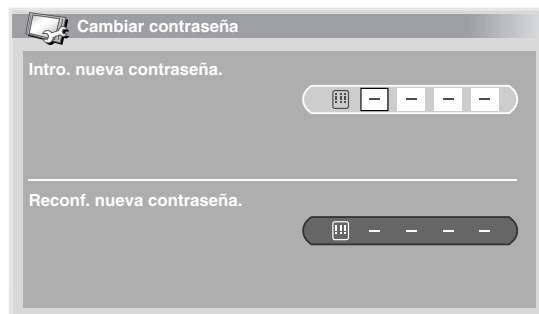 Cambiar contraseña
Intro. nueva contraseña.
– – – –
Reconf. nueva contraseña.
– – – –